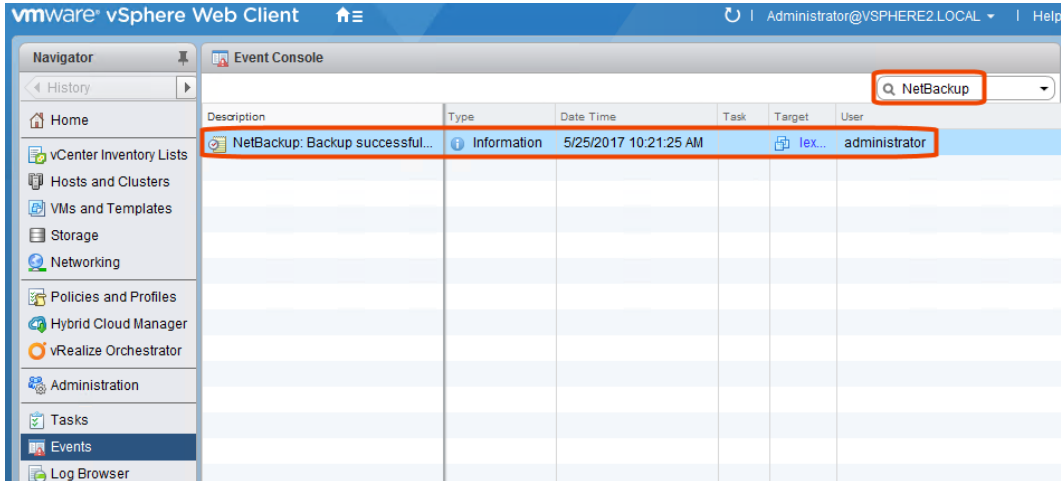 vmware® vSphere Web Client
Administrator@VSPHERE2.LOCAL
Help
Navigator
Event Console
History
NetBackup
Home
Description Type Date Time Task Target User
NetBackup: Backup successful... Information 5/25/2017 10:21:25 AM lex... administrator
vCenter Inventory Lists
Hosts and Clusters
VMs and Templates
Storage
Networking
Policies and Profiles
Hybrid Cloud Manager
vRealize Orchestrator
Administration
Tasks
Events
Log Browser